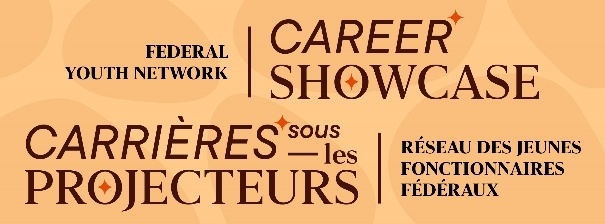 FEDERAL
YOUTH NETWORK
CAREER
SHOWCASE
CARRIÈRES sous
les
PROJECTEURS
RÉSEAU DES JEUNES
FONCTIONNAIRES
FÉDÉRAUX